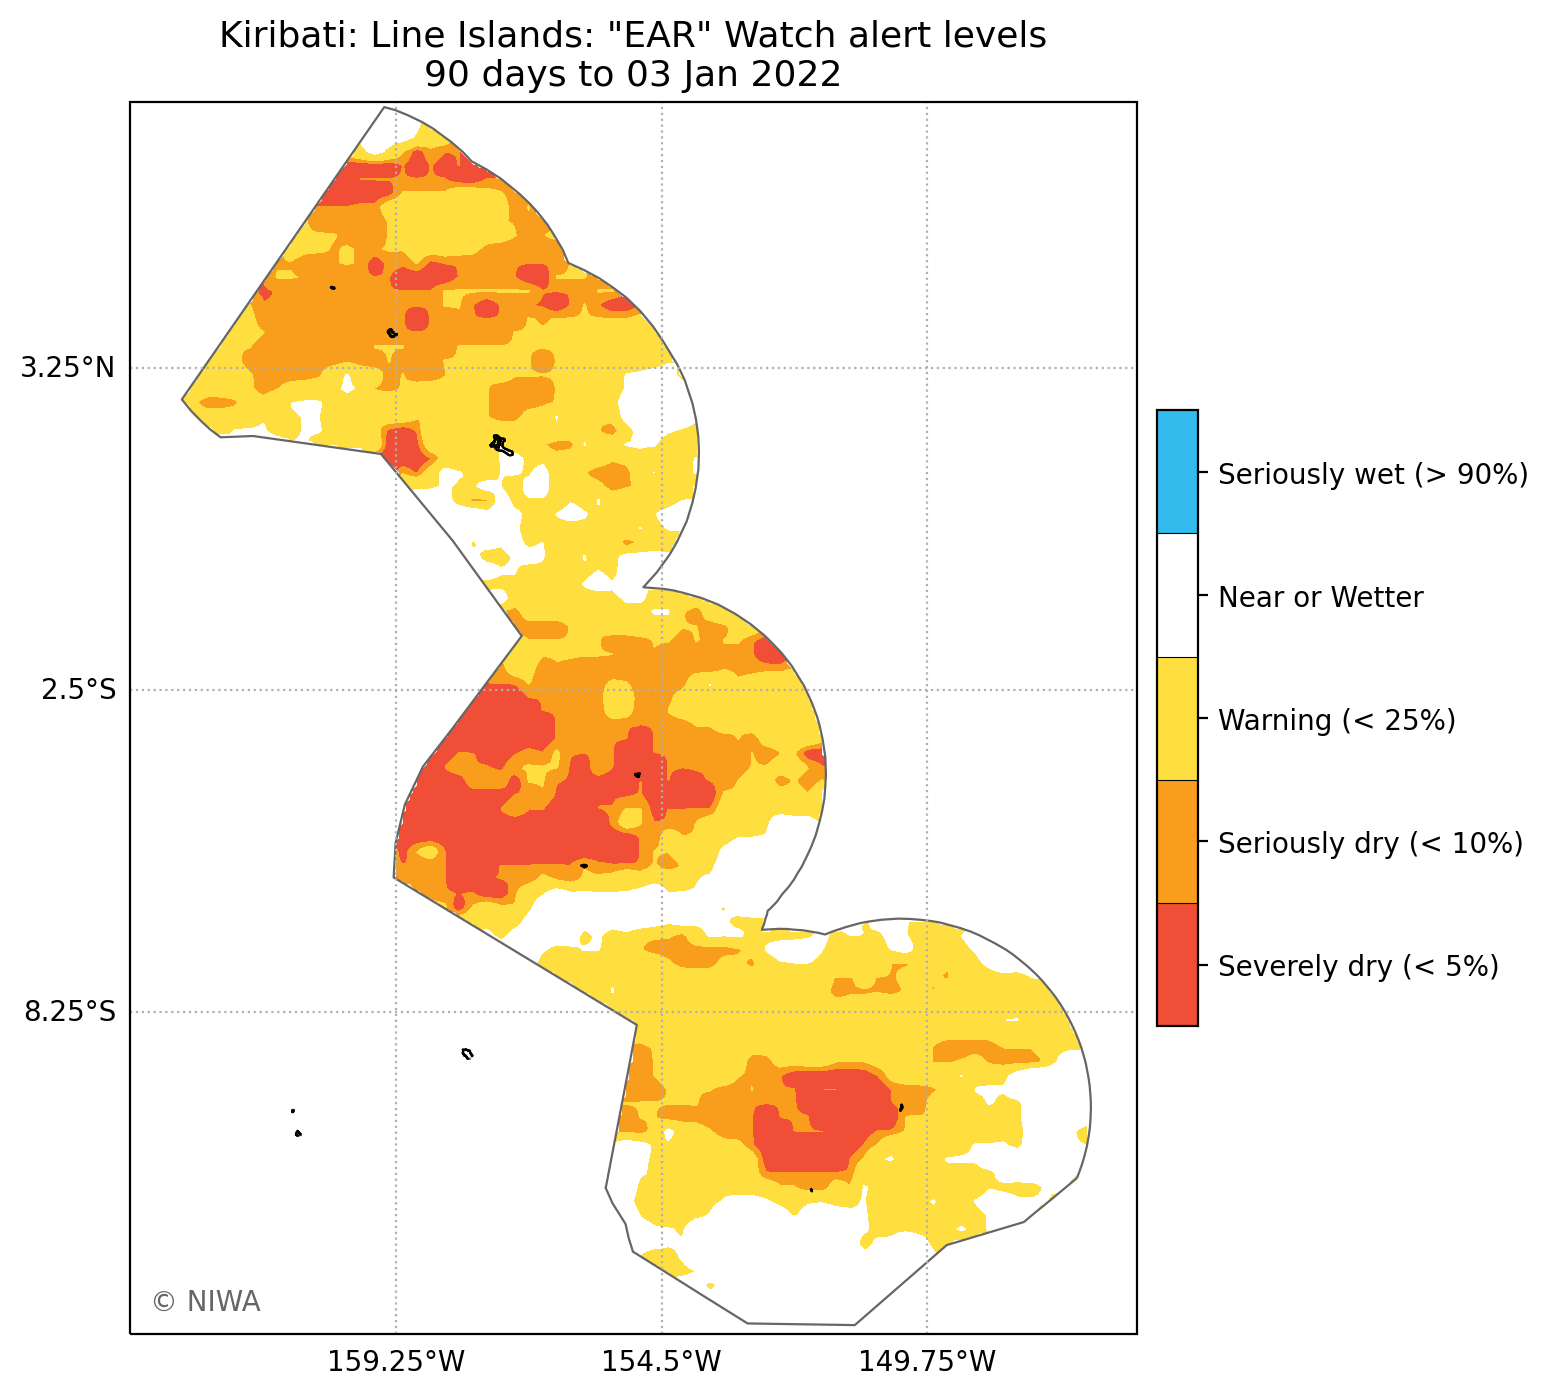 Kiribati: Line Islands: "EAR" Watch alert levels
90 days to 03 Jan 2022
3.25°N
2.5°S
8.25°S
159.25°W
154.5°W
149.75°W
Seriously wet (> 90%)
Near or Wetter
Warning (< 25%)
Seriously dry (< 10%)
Severely dry (< 5%)
© NIWA